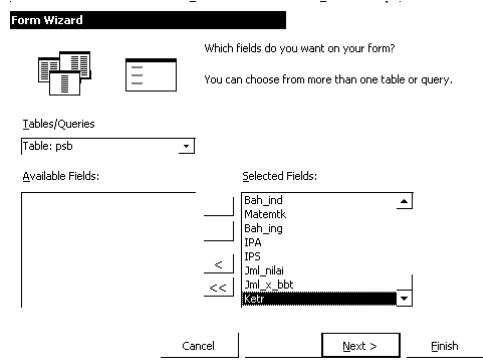 Form Wizard
Which fields do you want on your form?
You can choose from more than one table or query.
Tables/Queries
Table: psb
Available Fields:
Selected Fields:
Bah_ind
Matemtk
Bah_ing
IPA
IPS
Jml_nilai
Jml_x_bbt
Ketr
<
<<
Cancel
Next >
Finish